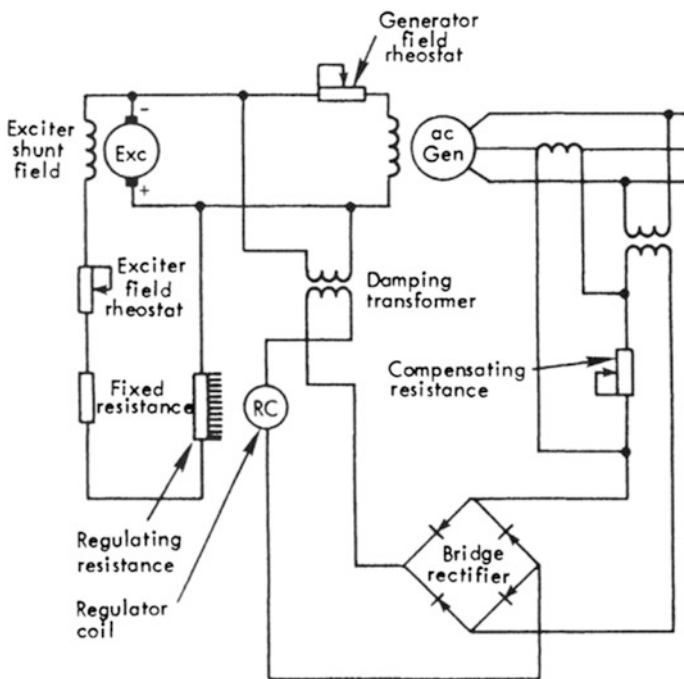 Generator
field
rheostat
Exciter
shunt
field
-
Exc
+
ac
Gen
Exciter
field
rheostat
Damping
transformer
Compensating
resistance
Fixed
resistance
RC
Regulating
resistance
Bridge
rectifier
Regulator
coil